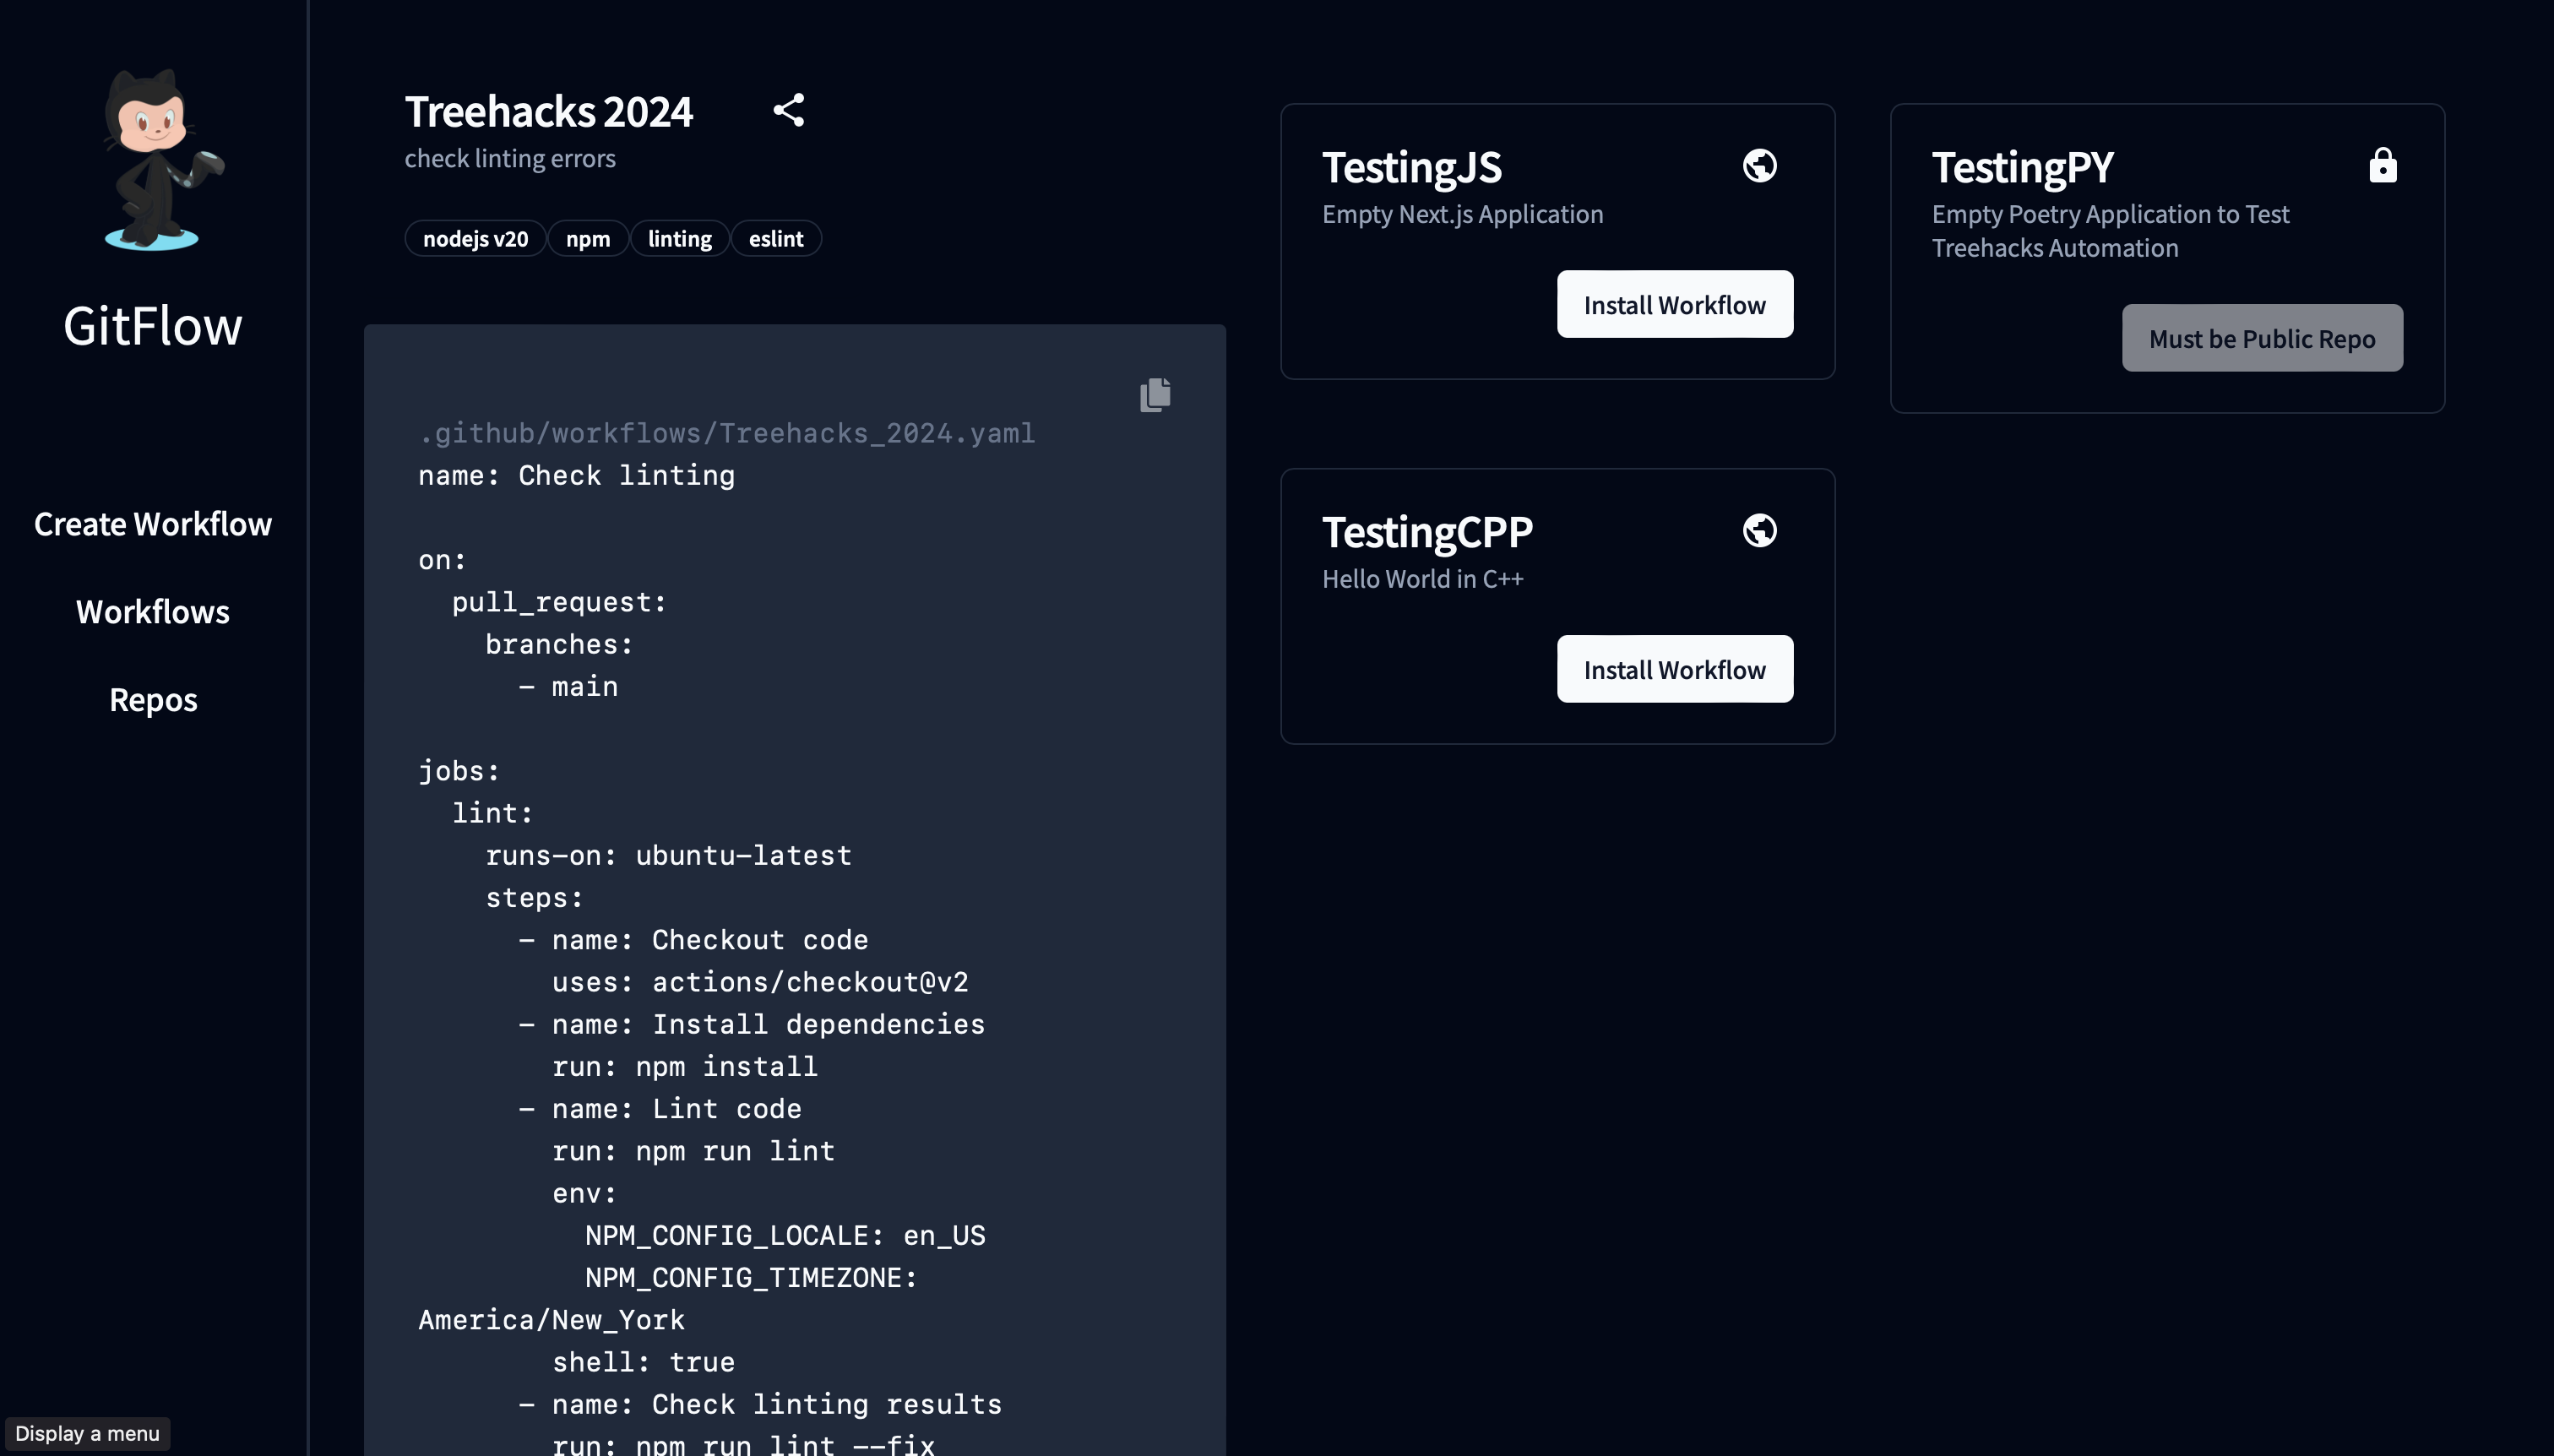 GitFlow
Create Workflow
Workflows
Repos
Display a menu
Treehacks 2024
check linting errors
nodejs v20
npm
linting
eslint
.github/workflows/Treehacks_2024.yaml
name: Check linting
on:
pull_request:
branches:
- main
jobs:
lint:
runs-on: ubuntu-latest
steps:
- name: Checkout code
uses: actions/checkout@v2
- name: Install dependencies
run: npm install
- name: Lint code
run: npm run lint
env:
NPM_CONFIG_LOCALE: en_US
NPM_CONFIG_TIMEZONE:
America/New_York
shell: true
- name: Check linting results
run: npm run lint --fix
TestingJS
Empty Next.js Application
Install Workflow
TestingPY
Empty Poetry Application to Test
Treehacks Automation
Must be Public Repo
TestingCPP
Hello World in C++
Install Workflow